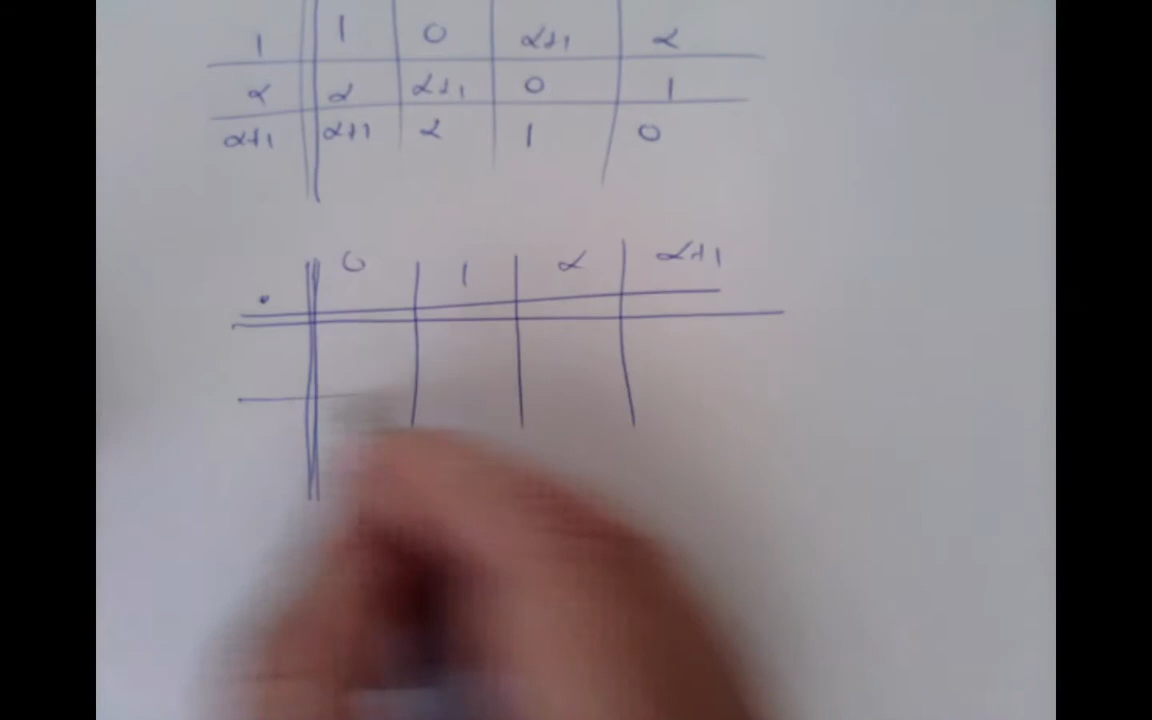 1 1 0 α+1 α
α α α+1 0 1
α+1 α+1 α 1 0
· 0 1 α α+1